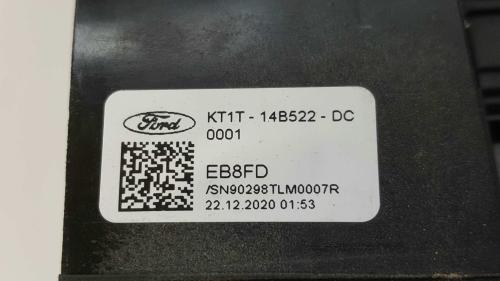 Ford
KT1T - 14B522 - DC
0001
EB8FD
/SN90298TLM0007R
22.12.2020 01:53